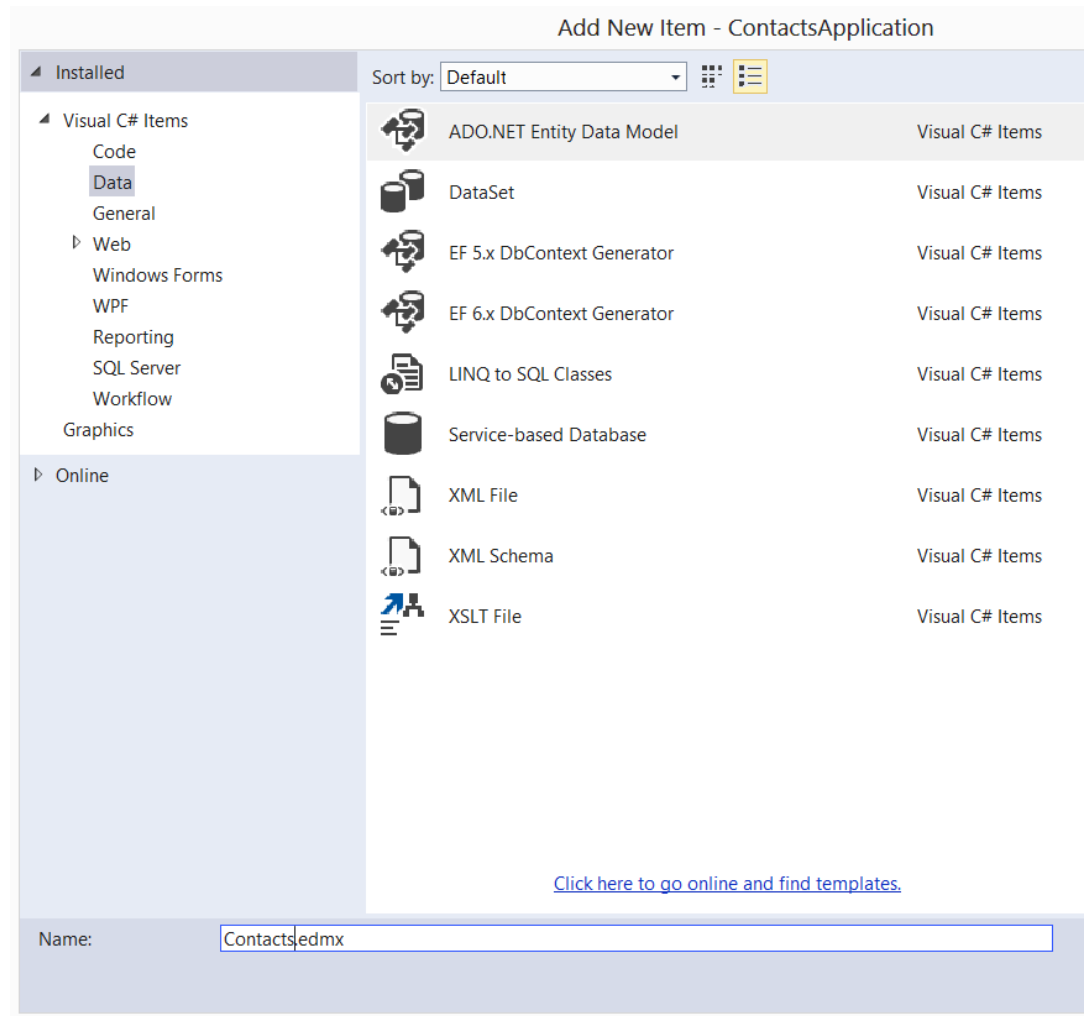 Add New Item - ContactsApplication
Installed
Visual C# Items
Code
Data
General
Web
Windows Forms
WPF
Reporting
SQL Server
Workflow
Graphics
Online
Sort by: Default
ADO.NET Entity Data Model Visual C# Items
DataSet Visual C# Items
EF 5.x DbContext Generator Visual C# Items
EF 6.x DbContext Generator Visual C# Items
LINQ to SQL Classes Visual C# Items
Service-based Database Visual C# Items
XML File Visual C# Items
XML Schema Visual C# Items
XSLT File Visual C# Items
Click here to go online and find templates.
Name: Contacts.edmx